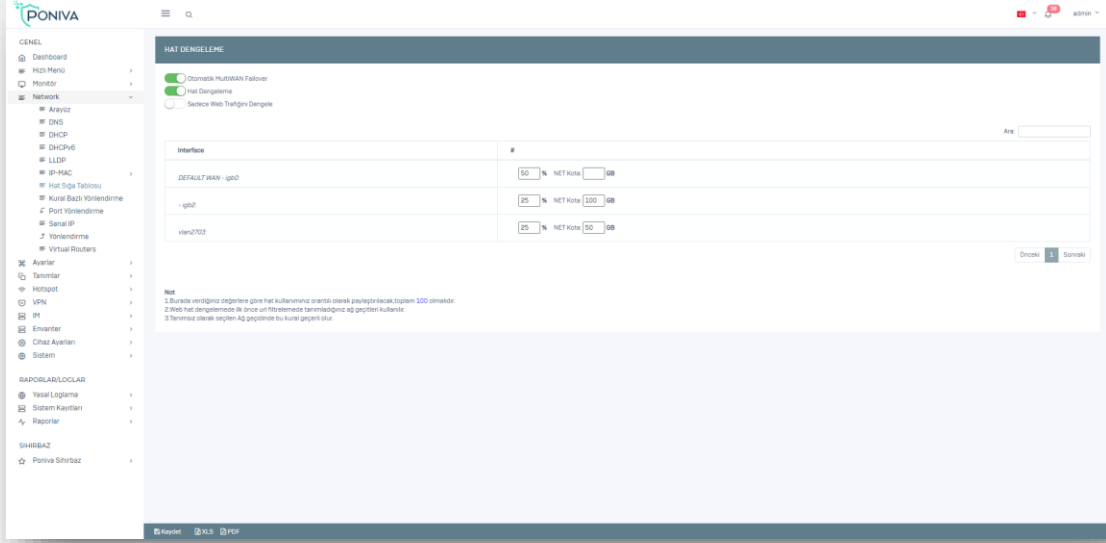 PONIVA
38
admin
GENEL
Dashboard
Hızlı Menü
Monitör
Network
Arayüz
DNS
DHCP
DHCPv6
LLDP
IP-MAC
Hat Sığa Tablosu
Kural Bazlı Yönlendirme
Port Yönlendirme
Sanal IP
Yönlendirme
Virtual Routers
Ayarlar
Tanımlar
Hotspot
VPN
IM
Envanter
Cihaz Ayarları
Sistem
RAPORLAR/LOGLAR
Yasal Loglama
Sistem Kayıtları
Raporlar
SIHIRBAZ
Poniva Sihirbaz
HAT DENGELEME
Otomatik MultiWAN Failover
Hat Dengeleme
Sadece Web Trafiğini Dengele
Ara:
Interface #
DEFAULT WAN - igb0: 50 % NET Kota: GB
- igb2: 25 % NET Kota: 100 GB
vlan2703: 25 % NET Kota: 50 GB
Önceki 1 Sonraki
Not
1.Burada verdiğiniz değerlere göre hat kullanımınız orantılı olarak paylaştırılacak,toplam 100 olmalıdır.
2.Web hat dengelemede ilk önce url filtrelemede tanımladığınız ağ geçitleri kullanılır.
3.Tanımsız olarak seçilen Ağ geçidinde bu kural geçerli olur.
Kaydet XLS PDF